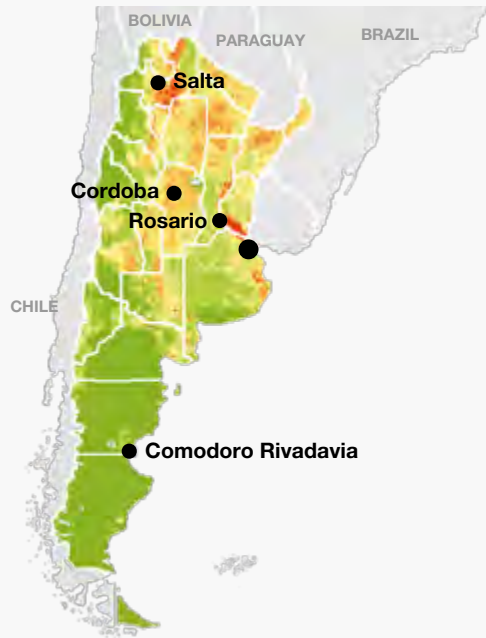 BOLIVIA
PARAGUAY
BRAZIL
Salta
Cordoba
Rosario
CHILE
Comodoro Rivadavia